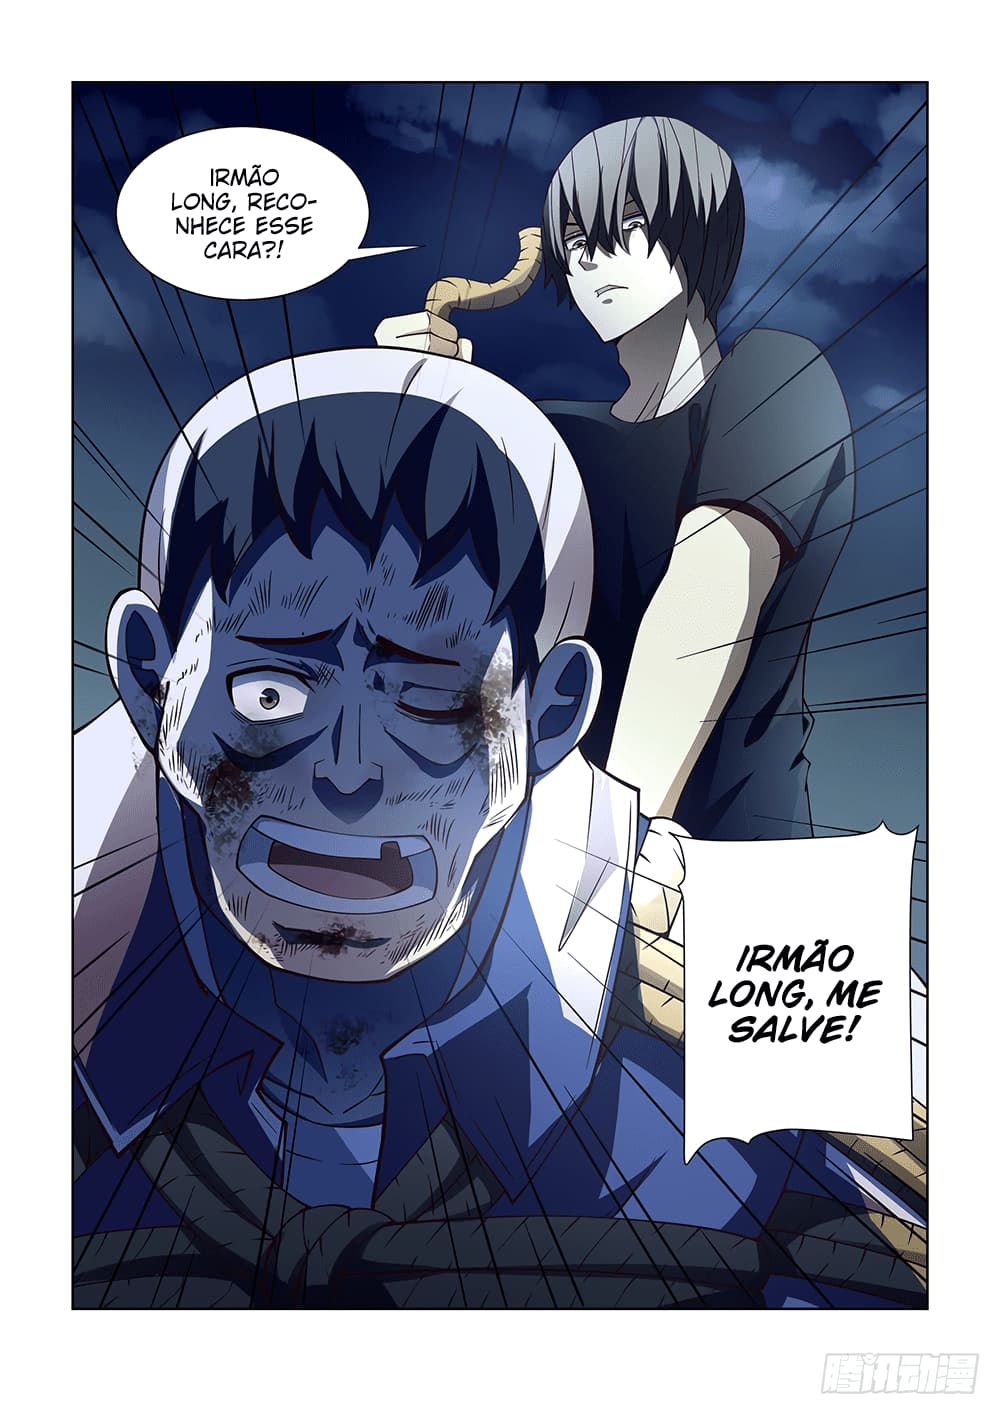 IRMÃO
LONG, RECO-
NHECE ESSE
CARA?!
IRMÃO
LONG, ME
SALVE!
腾讯动漫